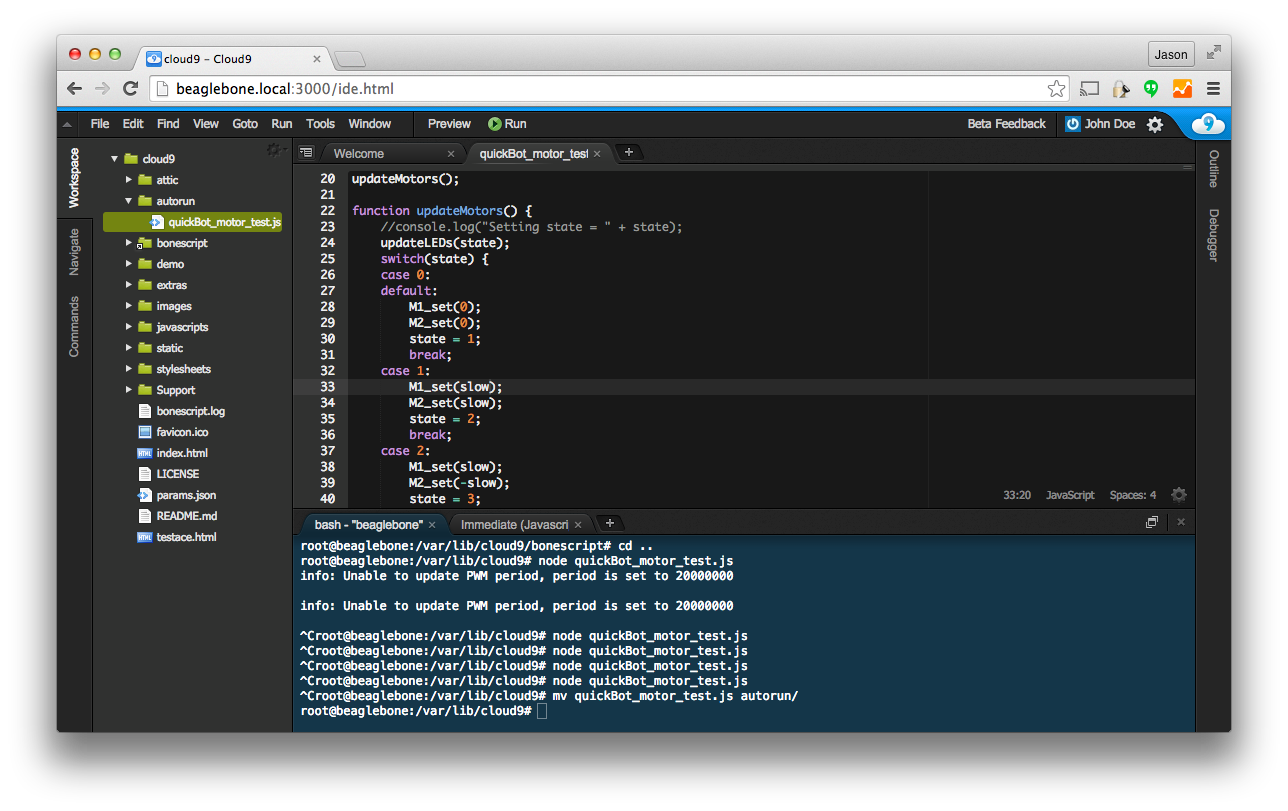 cloud9 – Cloud9
Jason
beaglebone.local:3000/ide.html
File Edit Find View Goto Run Tools Window Preview Run Beta Feedback John Doe
Workspace
Navigate
Commands
cloud9
attic
autorun
quickBot_motor_test.js
bonescript
demo
extras
images
javascripts
static
stylesheets
Support
bonescript.log
favicon.ico
index.html
LICENSE
params.json
README.md
testace.html
Welcome quickBot_motor_test
20 updateMotors();
21
22 function updateMotors() {
23 //console.log("Setting state = " + state);
24 updateLEDs(state);
25 switch(state) {
26 case 0:
27 default:
28 M1_set(0);
29 M2_set(0);
30 state = 1;
31 break;
32 case 1:
33 M1_set(slow);
34 M2_set(slow);
35 state = 2;
36 break;
37 case 2:
38 M1_set(slow);
39 M2_set(-slow);
40 state = 3;
33:20 JavaScript Spaces: 4
Outline
Debugger
bash - "beaglebone" Immediate (Javascri
root@beaglebone:/var/lib/cloud9/bonescript# cd ..
root@beaglebone:/var/lib/cloud9# node quickBot_motor_test.js
info: Unable to update PWM period, period is set to 20000000
info: Unable to update PWM period, period is set to 20000000
^Croot@beaglebone:/var/lib/cloud9# node quickBot_motor_test.js
^Croot@beaglebone:/var/lib/cloud9# node quickBot_motor_test.js
^Croot@beaglebone:/var/lib/cloud9# node quickBot_motor_test.js
^Croot@beaglebone:/var/lib/cloud9# node quickBot_motor_test.js
^Croot@beaglebone:/var/lib/cloud9# mv quickBot_motor_test.js autorun/
root@beaglebone:/var/lib/cloud9#